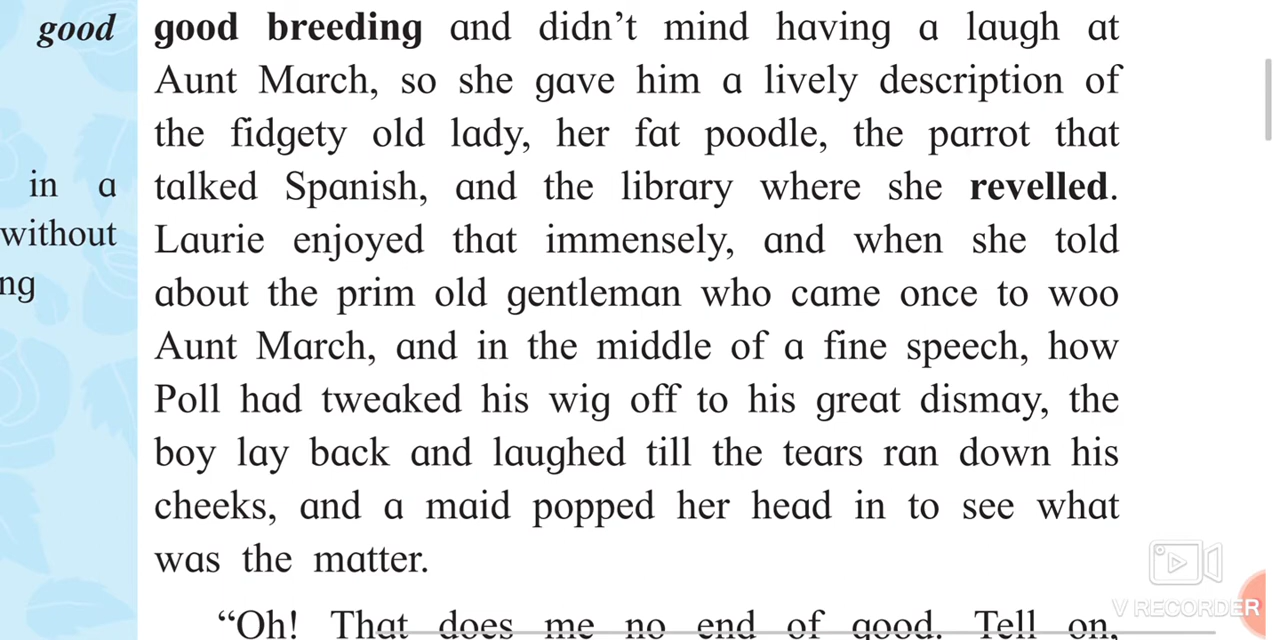 good
in a
without
ng
good breeding and didn’t mind having a laugh at
Aunt March, so she gave him a lively description of
the fidgety old lady, her fat poodle, the parrot that
talked Spanish, and the library where she revelled.
Laurie enjoyed that immensely, and when she told
about the prim old gentleman who came once to woo
Aunt March, and in the middle of a fine speech, how
Poll had tweaked his wig off to his great dismay, the
boy lay back and laughed till the tears ran down his
cheeks, and a maid popped her head in to see what
was the matter.
“Oh! That does me no end of good. Tell on,
V RECORDER